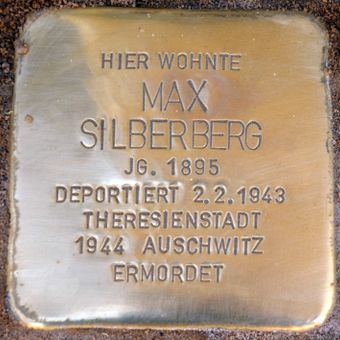 HIER WOHNTE
MAX
SILBERBERG
JG. 1895
DEPORTIERT 2.2.1943
THERESIENSTADT
1944 AUSCHWITZ
ERMORDET